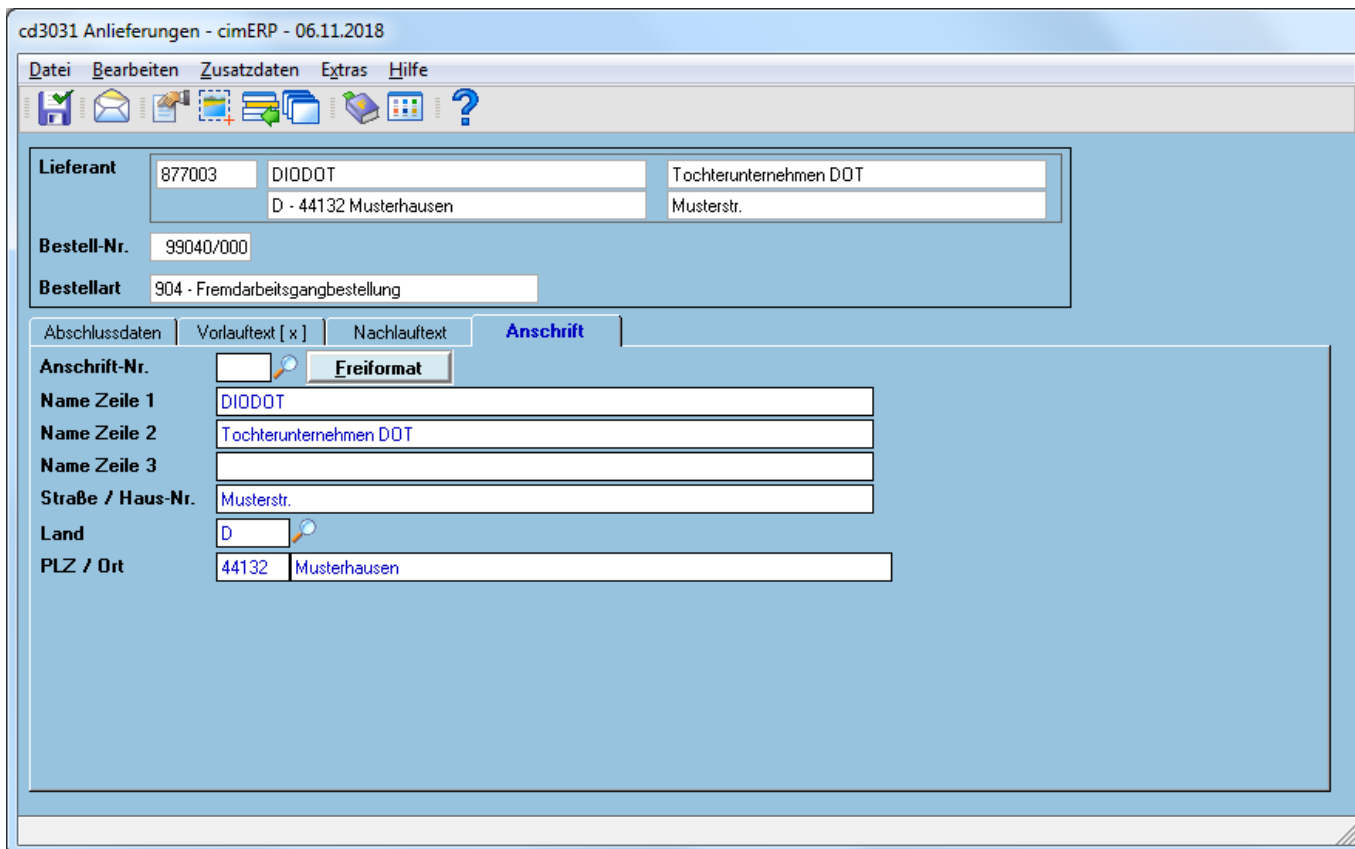 cd3031 Anlieferungen - cimERP - 06.11.2018
Datei Bearbeiten Zusatzdaten Extras Hilfe
Lieferant 877003 DIODOT Tochterunternehmen DOT
D - 44132 Musterhausen Musterstr.
Bestell-Nr. 99040/000
Bestellart 904 - Fremdarbeitsgangbestellung
Abschlussdaten Vorlauftext [ x ] Nachlauftext Anschrift
Anschrift-Nr. Freiformat
Name Zeile 1 DIODOT
Name Zeile 2 Tochterunternehmen DOT
Name Zeile 3
Straße / Haus-Nr. Musterstr.
Land D
PLZ / Ort 44132 Musterhausen